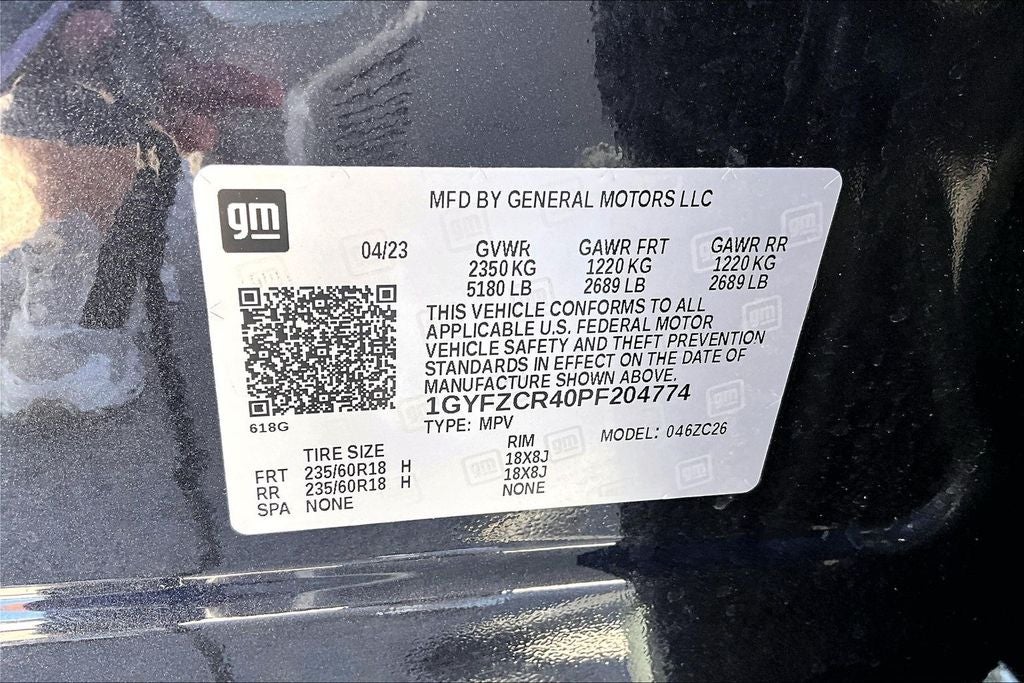 gm
MFD BY GENERAL MOTORS LLC
04/23 GVWR GAWR FRT GAWR RR
2350 KG 1220 KG 1220 KG
5180 LB 2689 LB 2689 LB
THIS VEHICLE CONFORMS TO ALL
APPLICABLE U.S. FEDERAL MOTOR
VEHICLE SAFETY AND THEFT PREVENTION
STANDARDS IN EFFECT ON THE DATE OF
MANUFACTURE SHOWN ABOVE.
1GYFZCR40PF204774
618G
TYPE: MPV MODEL: 046ZC26
TIRE SIZE RIM
FRT 235/60R18 H 18X8J
RR 235/60R18 H 18X8J
SPA NONE NONE